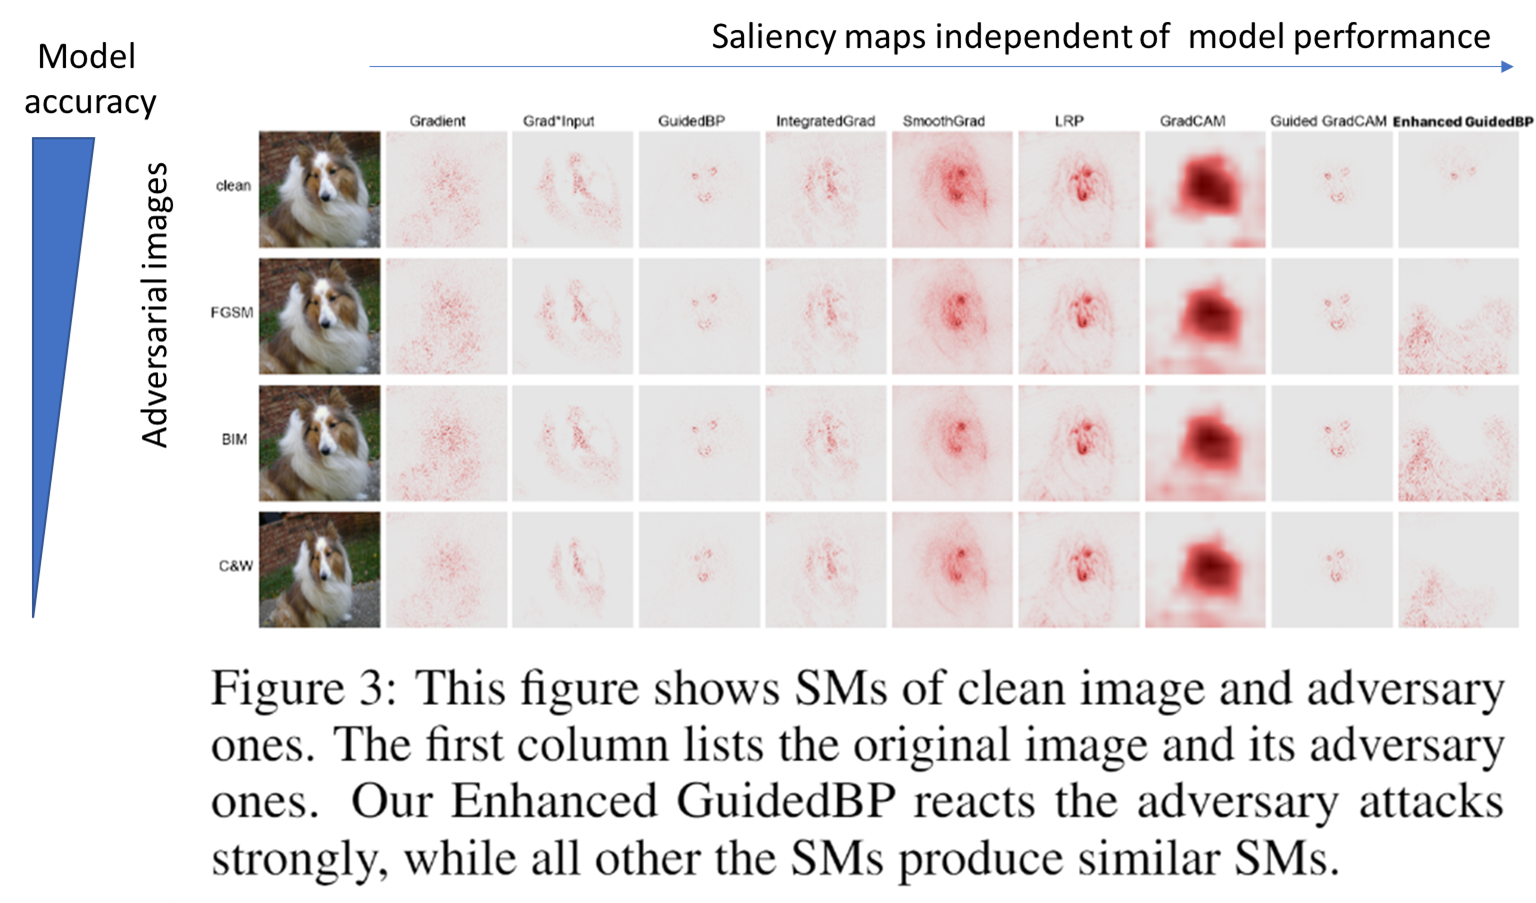 Saliency maps independent of model performance
Model
accuracy
Adversarial images
Gradient Grad*Input GuidedBP IntegratedGrad SmoothGrad LRP GradCAM Guided GradCAM Enhanced GuidedBP
clean
FGSM
BIM
C&W
Figure 3: This figure shows SMs of clean image and adversary
ones. The first column lists the original image and its adversary
ones. Our Enhanced GuidedBP reacts the adversary attacks
strongly, while all other the SMs produce similar SMs.